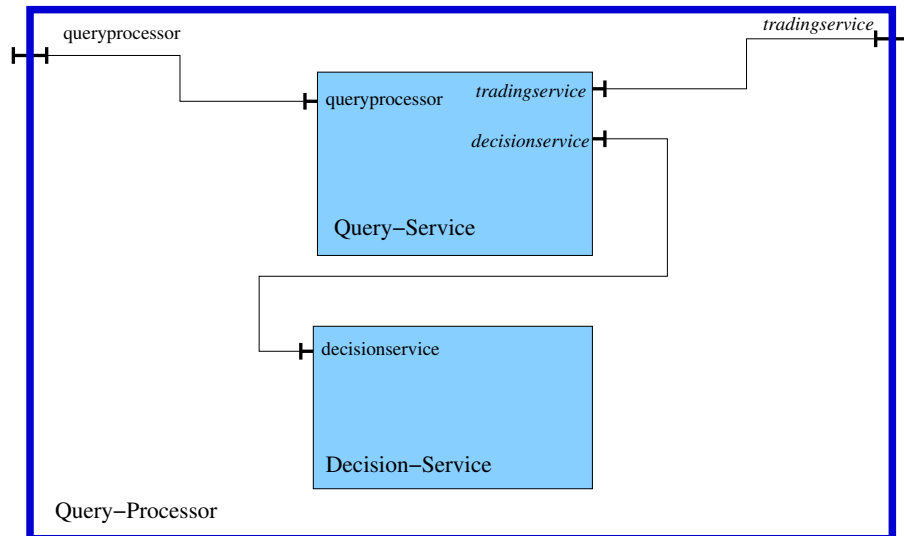 queryprocessor
tradingservice
queryprocessor
tradingservice
decisionservice
Query−Service
decisionservice
Decision−Service
Query−Processor